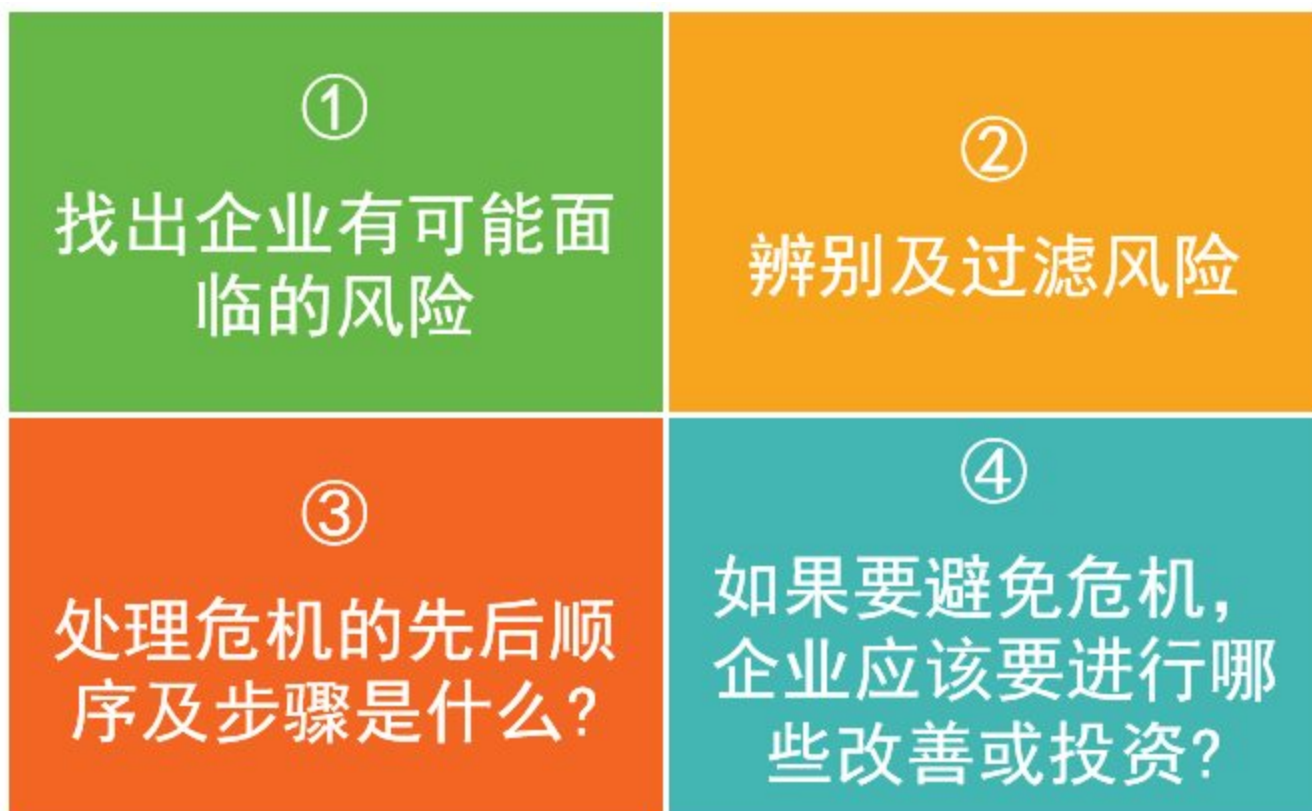 ①
找出企业有可能面
临的风险
②
辨别及过滤风险
③
处理危机的先后顺
序及步骤是什么?
④
如果要避免危机，
企业应该要进行哪
些改善或投资?